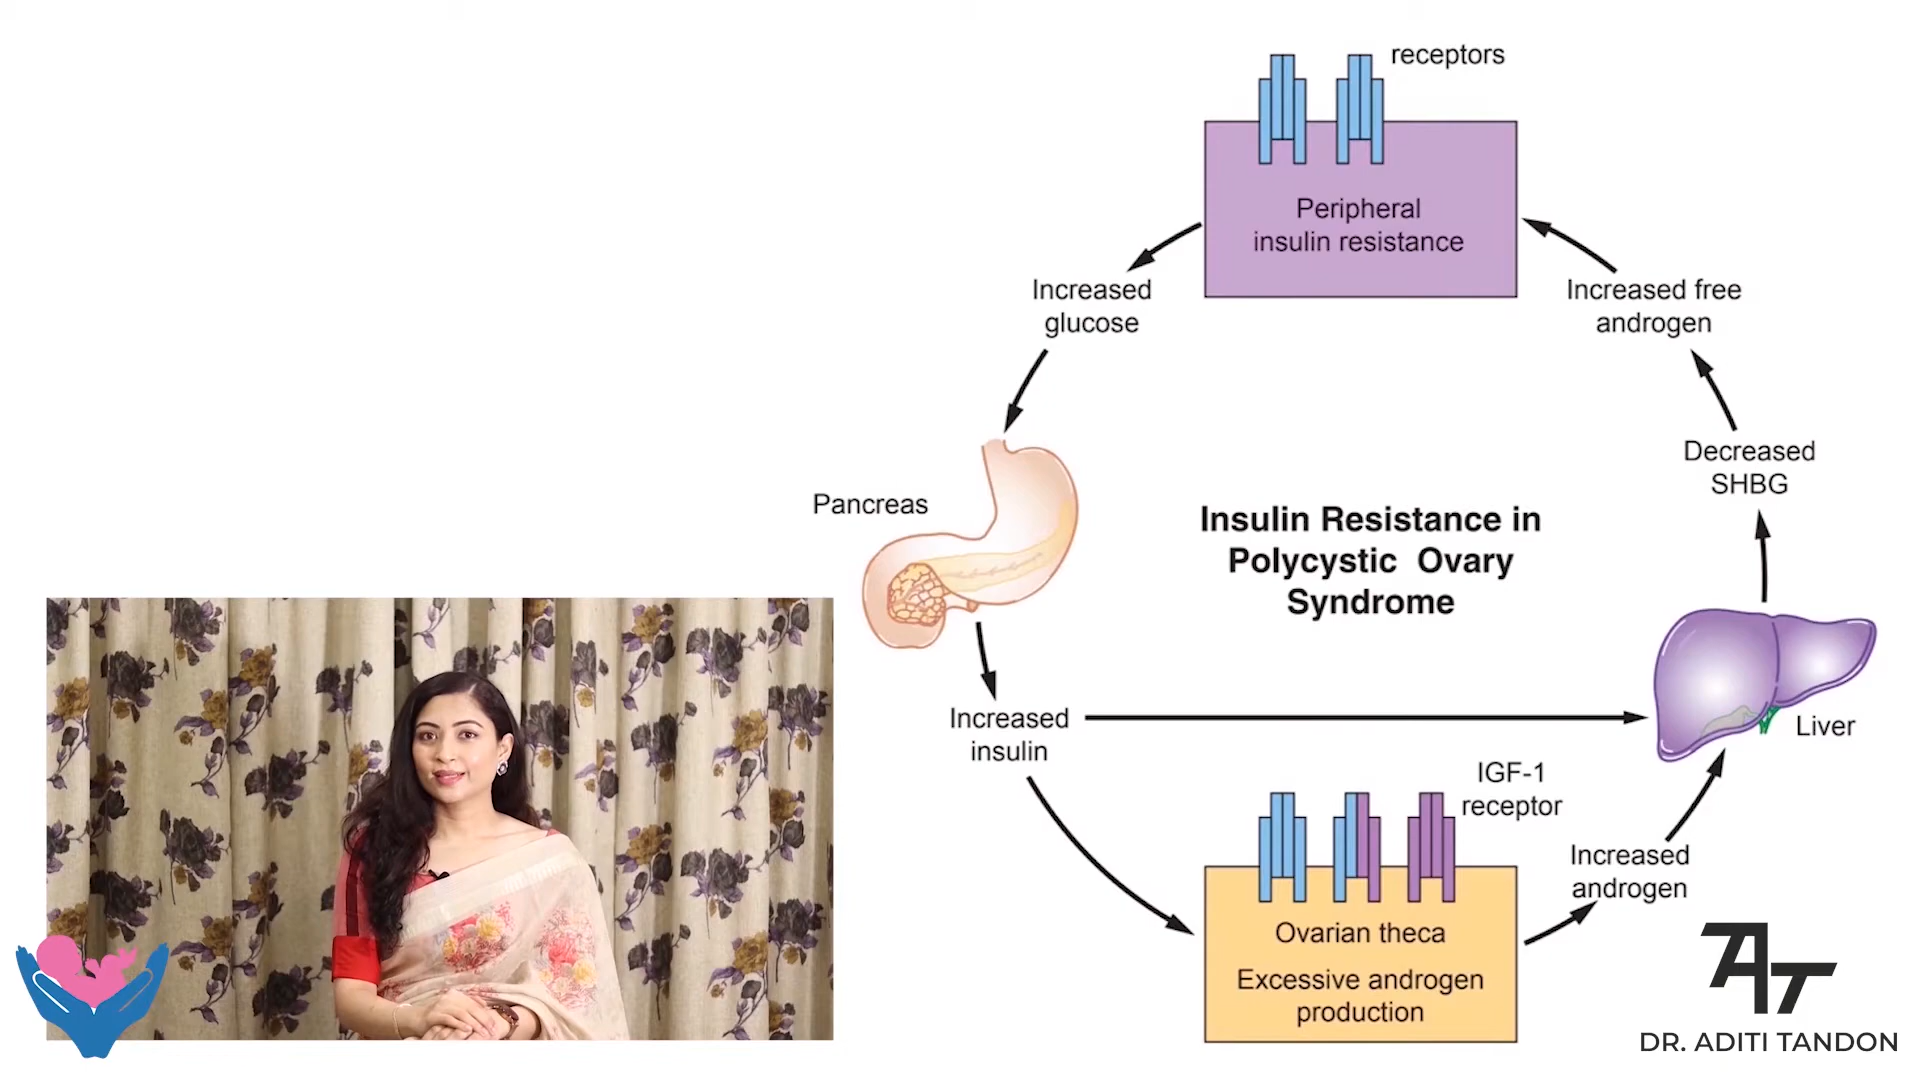 receptors
Peripheral
insulin resistance
Increased
glucose
Increased free
androgen
Decreased
SHBG
Pancreas
Insulin Resistance in
Polycystic Ovary
Syndrome
Increased
insulin
Liver
IGF-1
receptor
Increased
androgen
Ovarian theca
Excessive androgen
production
AT
DR. ADITI TANDON